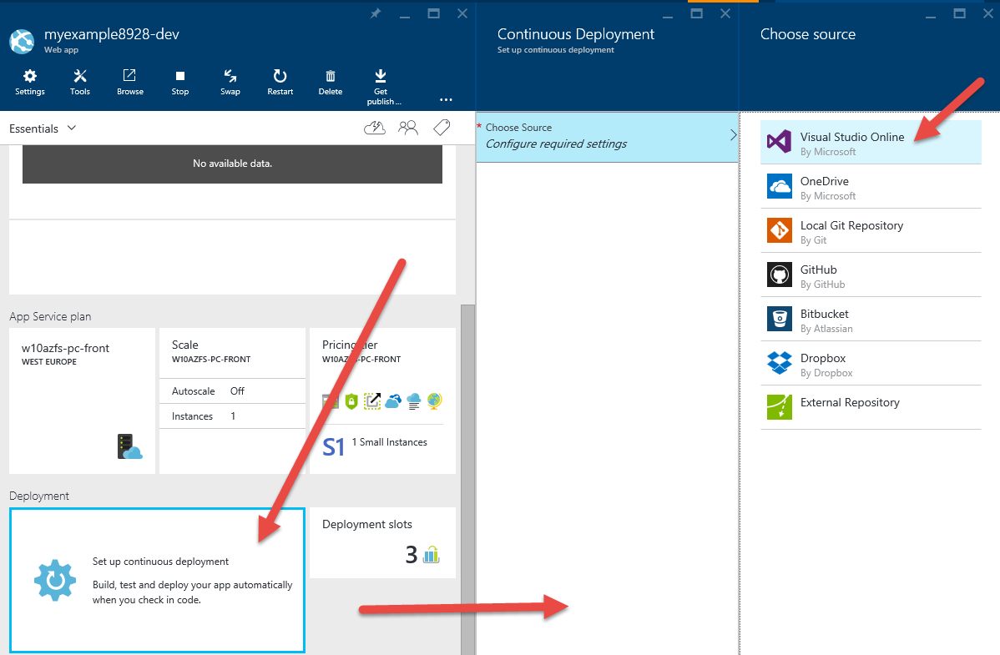 myexample8928-dev
Web app
Settings
Tools
Browse
Stop
Swap
Restart
Delete
Get
publish ...
...
Essentials
No available data.
App Service plan
w10azfs-pc-front
WEST EUROPE
Scale
W10AZFS-PC-FRONT
Autoscale Off
Instances 1
Pricing tier
W10AZFS-PC-FRONT
S1 1 Small Instances
Deployment
Set up continuous deployment
Build, test and deploy your app automatically
when you check in code.
Deployment slots
3
Continuous Deployment
Set up continuous deployment
* Choose Source
Configure required settings
Choose source
Visual Studio Online
By Microsoft
OneDrive
By Microsoft
Local Git Repository
By Git
GitHub
By GitHub
Bitbucket
By Atlassian
Dropbox
By Dropbox
External Repository